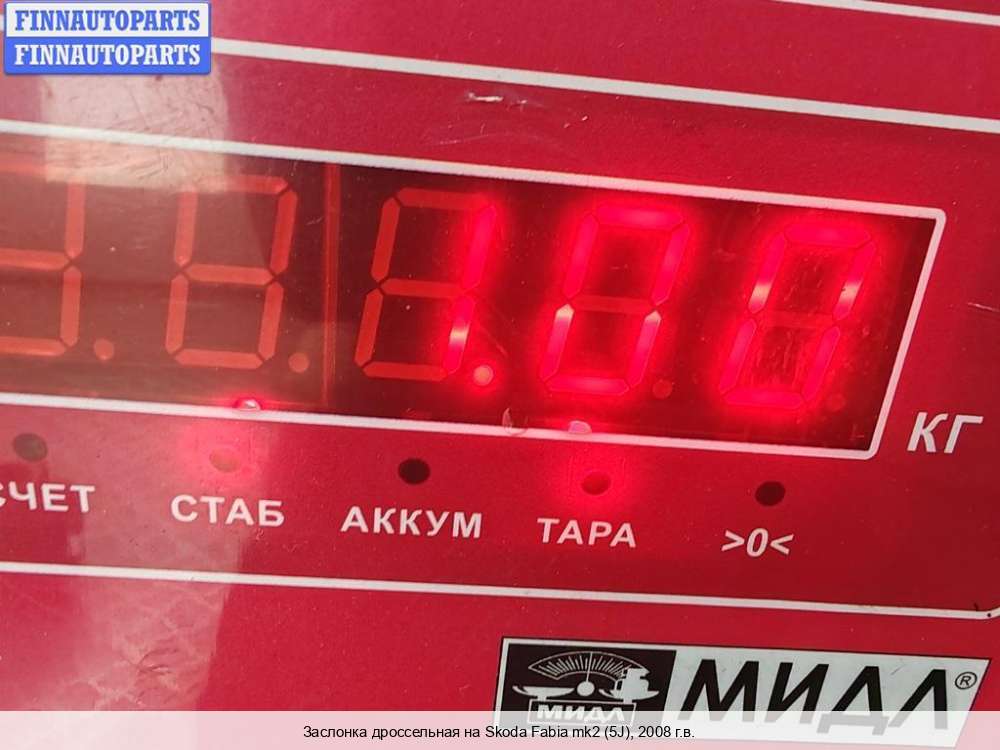 FINNAUTOPARTS
FINNAUTOPARTS
1.00
КГ
СЧЕТ
СТАБ
АККУМ
ТАРА
>0<
МИДЛ
МИДЛ®
Заслонка дроссельная на Skoda Fabia mk2 (5J), 2008 г.в.